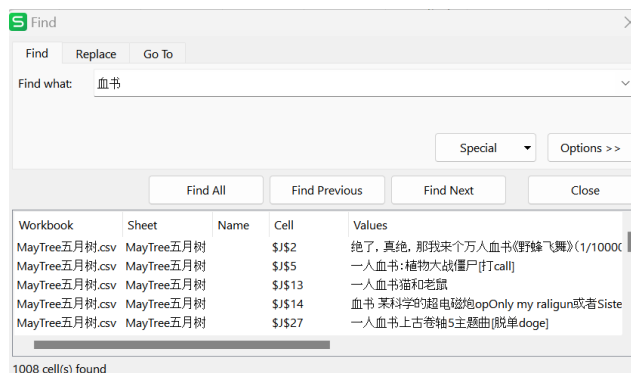 S Find
Find Replace Go To
Find what: 血书
Special Options >>
Find All Find Previous Find Next Close
Workbook Sheet Name Cell Values
MayTree五月树.csv MayTree五月树 $J$2 绝了, 真绝, 那我来个万人血书《野蜂飞舞》（1/1000
MayTree五月树.csv MayTree五月树 $J$5 一人血书:植物大战僵尸[打call]
MayTree五月树.csv MayTree五月树 $J$13 一人血书猫和老鼠
MayTree五月树.csv MayTree五月树 $J$14 血书 某科学的超电磁炮opOnly my raligun或者Siste
MayTree五月树.csv MayTree五月树 $J$27 一人血书上古卷轴5主题曲[脱单doge]
1008 cell(s) found